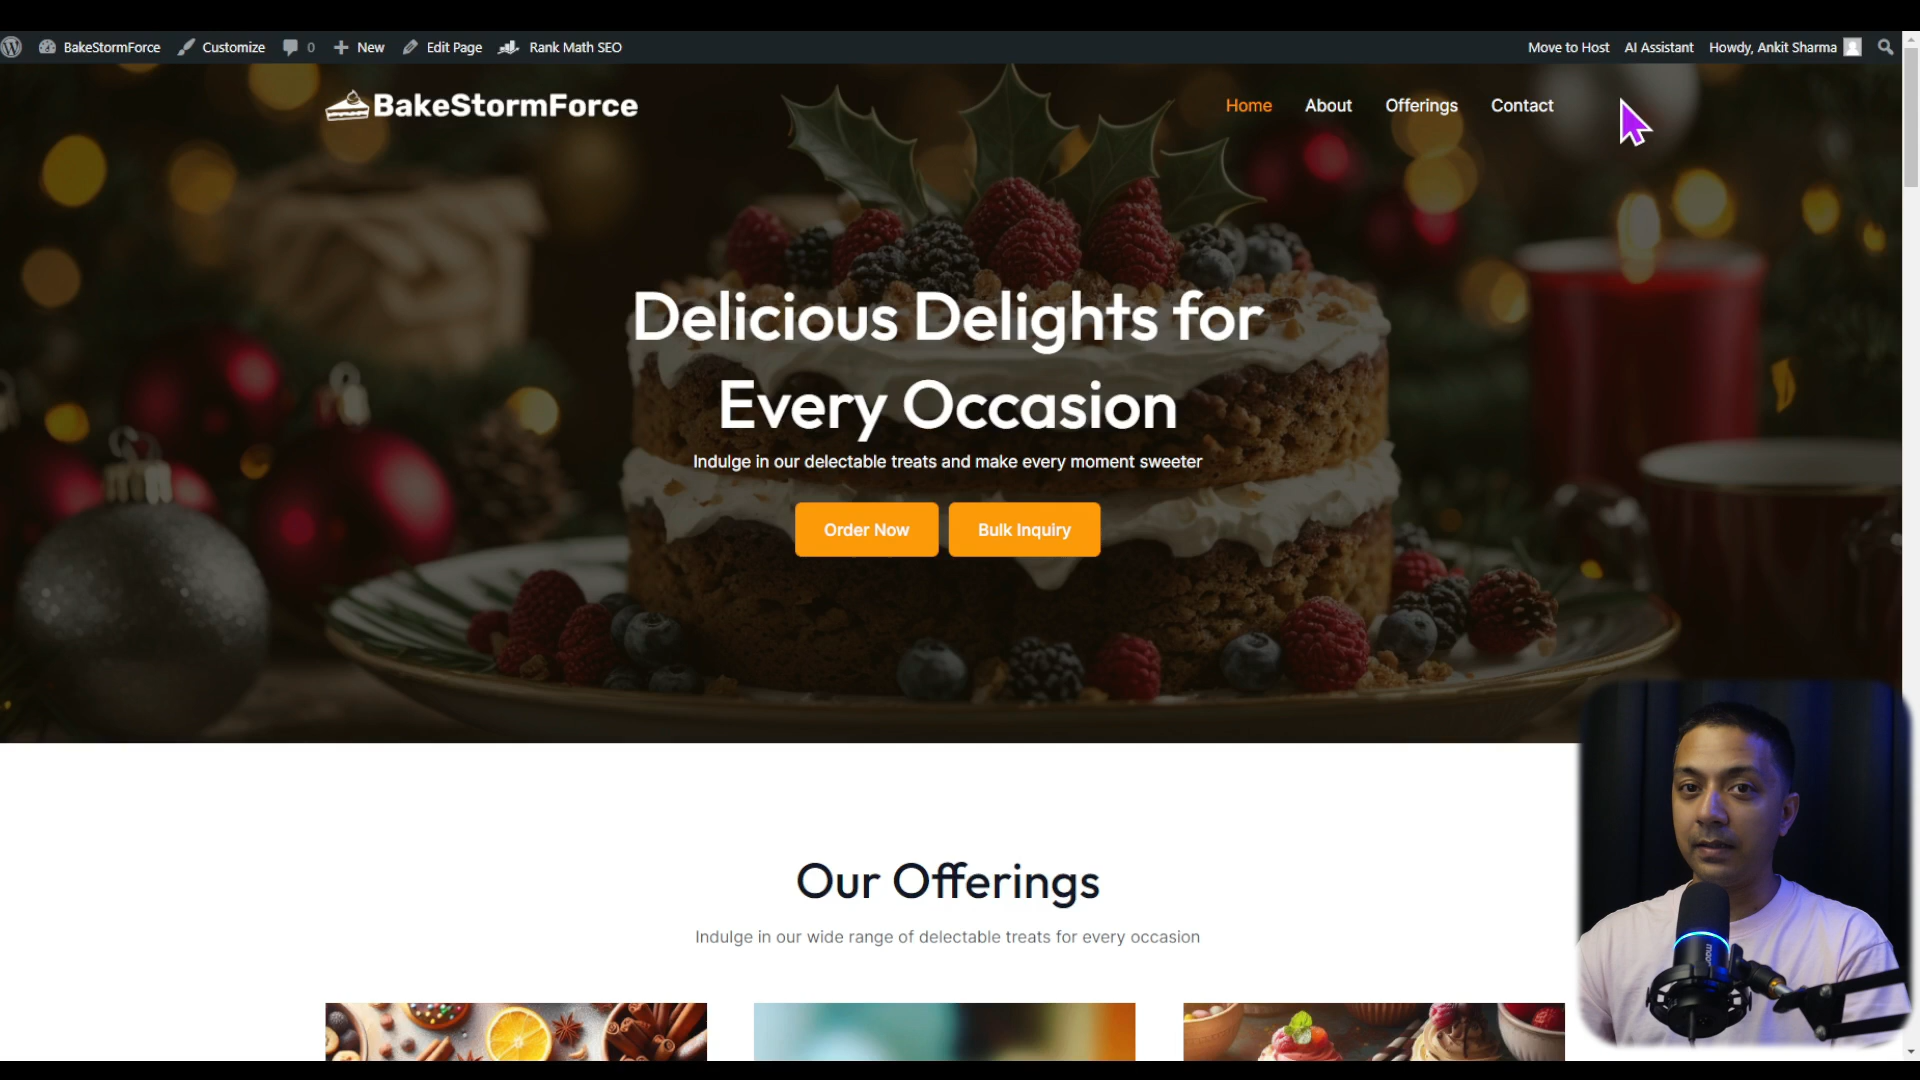 BakeStormForce Customize 0 New Edit Page Rank Math SEO Move to Host AI Assistant Howdy, Ankit Sharma
BakeStormForce Home About Offerings Contact
Delicious Delights for
Every Occasion
Indulge in our delectable treats and make every moment sweeter
Order Now Bulk Inquiry
Our Offerings
Indulge in our wide range of delectable treats for every occasion